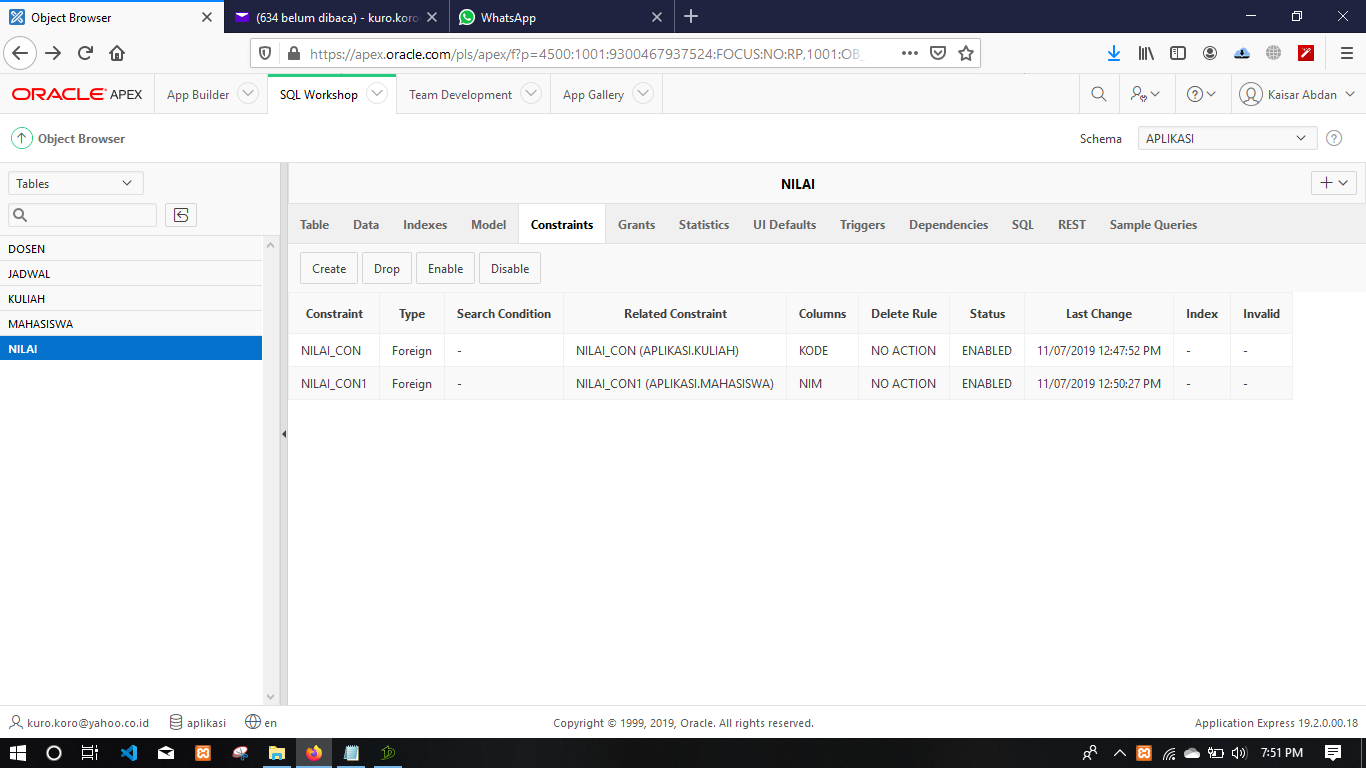 Object Browser
(634 belum dibaca) - kuro.koro
WhatsApp
https://apex.oracle.com/pls/apex/f?p=4500:1001:9300467937524:FOCUS:NO:RP,1001:OB_
ORACLE APEX
App Builder
SQL Workshop
Team Development
App Gallery
Kaisar Abdan
Object Browser
Schema
APLIKASI
Tables
NILAI
DOSEN
JADWAL
KULIAH
MAHASISWA
NILAI
Table Data Indexes Model Constraints Grants Statistics UI Defaults Triggers Dependencies SQL REST Sample Queries
Create Drop Enable Disable
Constraint Type Search Condition Related Constraint Columns Delete Rule Status Last Change Index Invalid
NILAI_CON Foreign - NILAI_CON (APLIKASI.KULIAH) KODE NO ACTION ENABLED 11/07/2019 12:47:52 PM - -
NILAI_CON1 Foreign - NILAI_CON1 (APLIKASI.MAHASISWA) NIM NO ACTION ENABLED 11/07/2019 12:50:27 PM - -
kuro.koro@yahoo.co.id aplikasi en
Copyright © 1999, 2019, Oracle. All rights reserved.
Application Express 19.2.0.00.18
7:51 PM